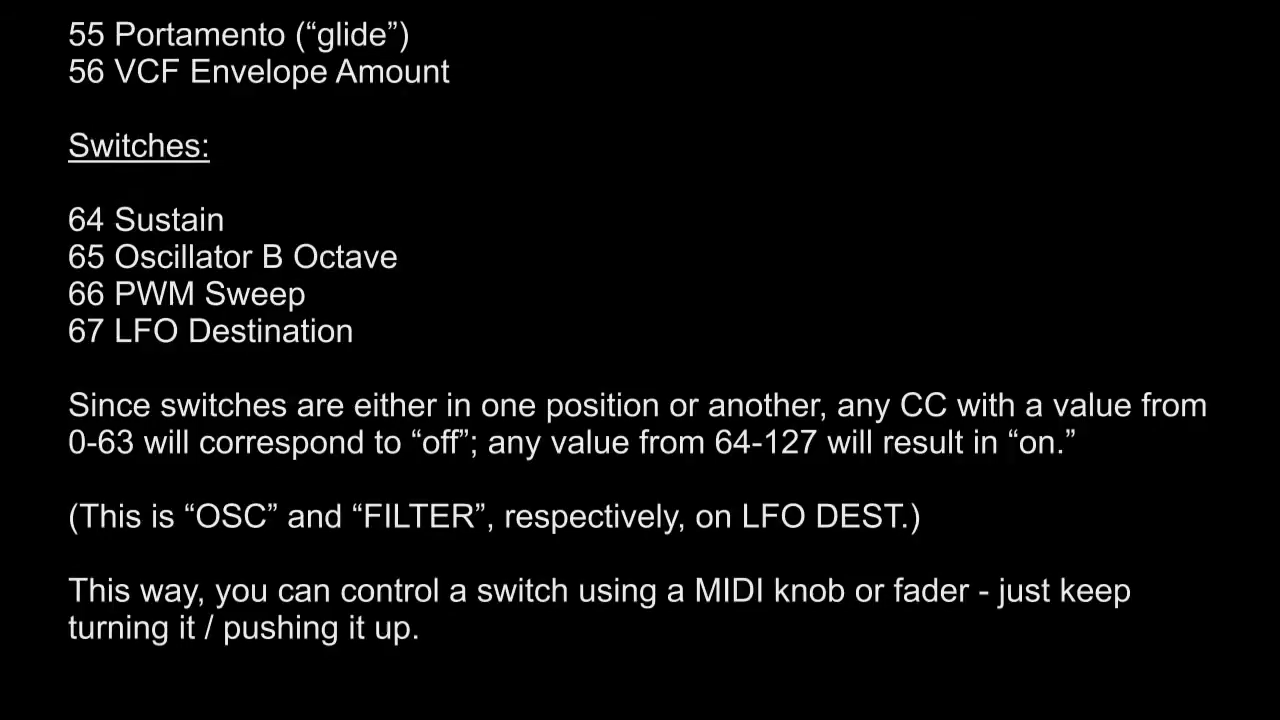 55 Portamento (“glide”)
56 VCF Envelope Amount
Switches:
64 Sustain
65 Oscillator B Octave
66 PWM Sweep
67 LFO Destination
Since switches are either in one position or another, any CC with a value from
0-63 will correspond to “off”; any value from 64-127 will result in “on.”
(This is “OSC” and “FILTER”, respectively, on LFO DEST.)
This way, you can control a switch using a MIDI knob or fader - just keep
turning it / pushing it up.